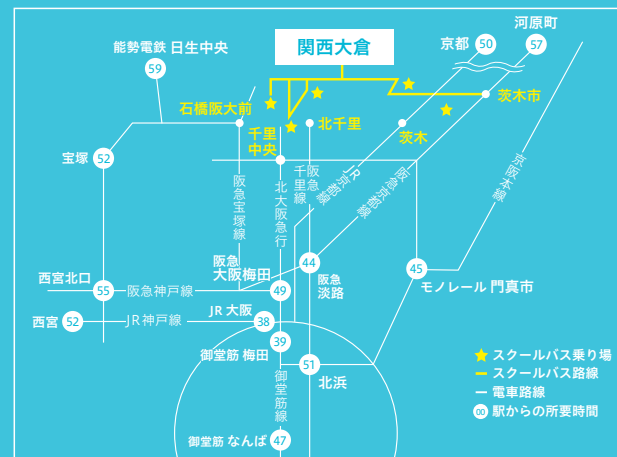 関西大倉
河原町
57
京都
50
能勢電鉄 日生中央
59
石橋阪大前
千里
中央
北千里
茨木
茨木市
宝塚
52
阪急宝塚線
北大阪急行
阪急
千里線
JR京都線
阪急京都線
京阪本線
西宮北口
55
阪急神戸線
阪急
大阪梅田
49
44
阪急
淡路
45
モノレール 門真市
西宮
52
JR神戸線
JR 大阪
38
39
御堂筋 梅田
51
北浜
御堂筋線
御堂筋 なんば
47
スクールバス乗り場
スクールバス路線
電車路線
00
駅からの所要時間